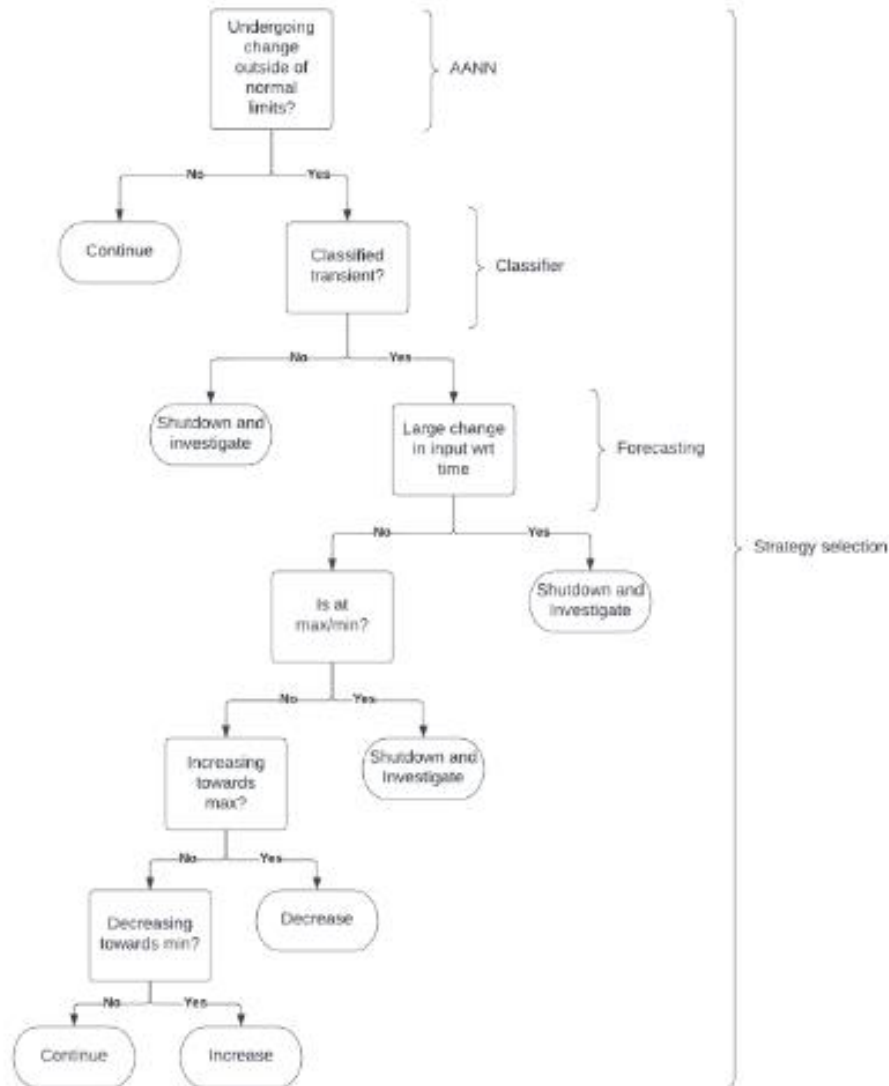 Undergoing
change
outside of
normal
limits?
AANN
No
Yes
Continue
Classified
transient?
Classifier
No
Yes
Shutdown and
investigate
Large change
in input wrt
time
Forecasting
No
Yes
Strategy selection
Is at
max/min?
Shutdown and
Investigate
No
Yes
Increasing
towards
max?
Shutdown and
Investigate
No
Yes
Decreasing
towards min?
Decrease
No
Yes
Continue
Increase